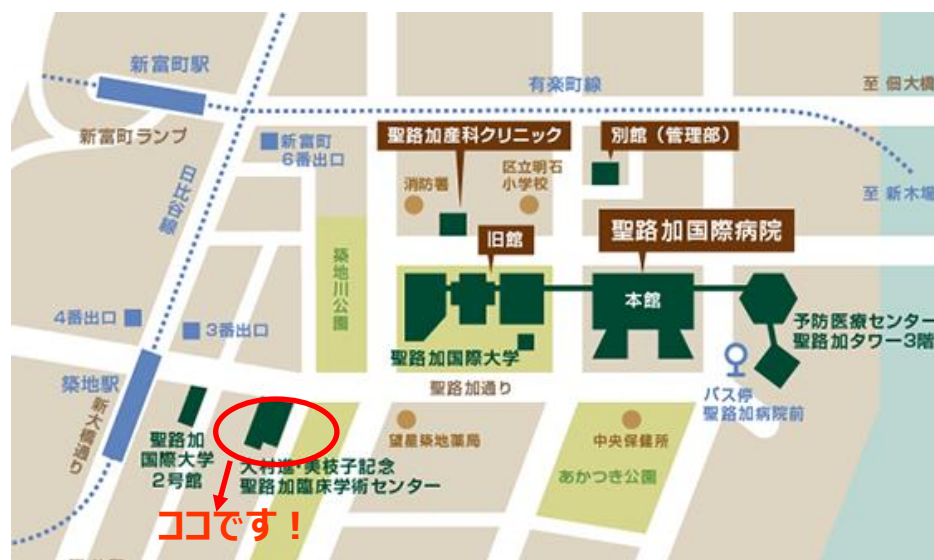 新富町駅
有楽町線
至 佃大橋
新富町ランプ
新富町
6番出口
聖路加産科クリニック
別館（管理部）
消防署
区立明石
小学校
日比谷線
至 新木場
旧館
聖路加国際病院
築地川公園
本館
4番出口
3番出口
聖路加国際大学
予防医療センター
聖路加タワー3階
築地駅
聖路加通り
バス停
聖路加病院前
新大橋通り
聖路加
国際大学
2号館
望星築地薬局
中央保健所
大村進・美枝子記念
聖路加臨床学術センター
あかつき公園
ココです！